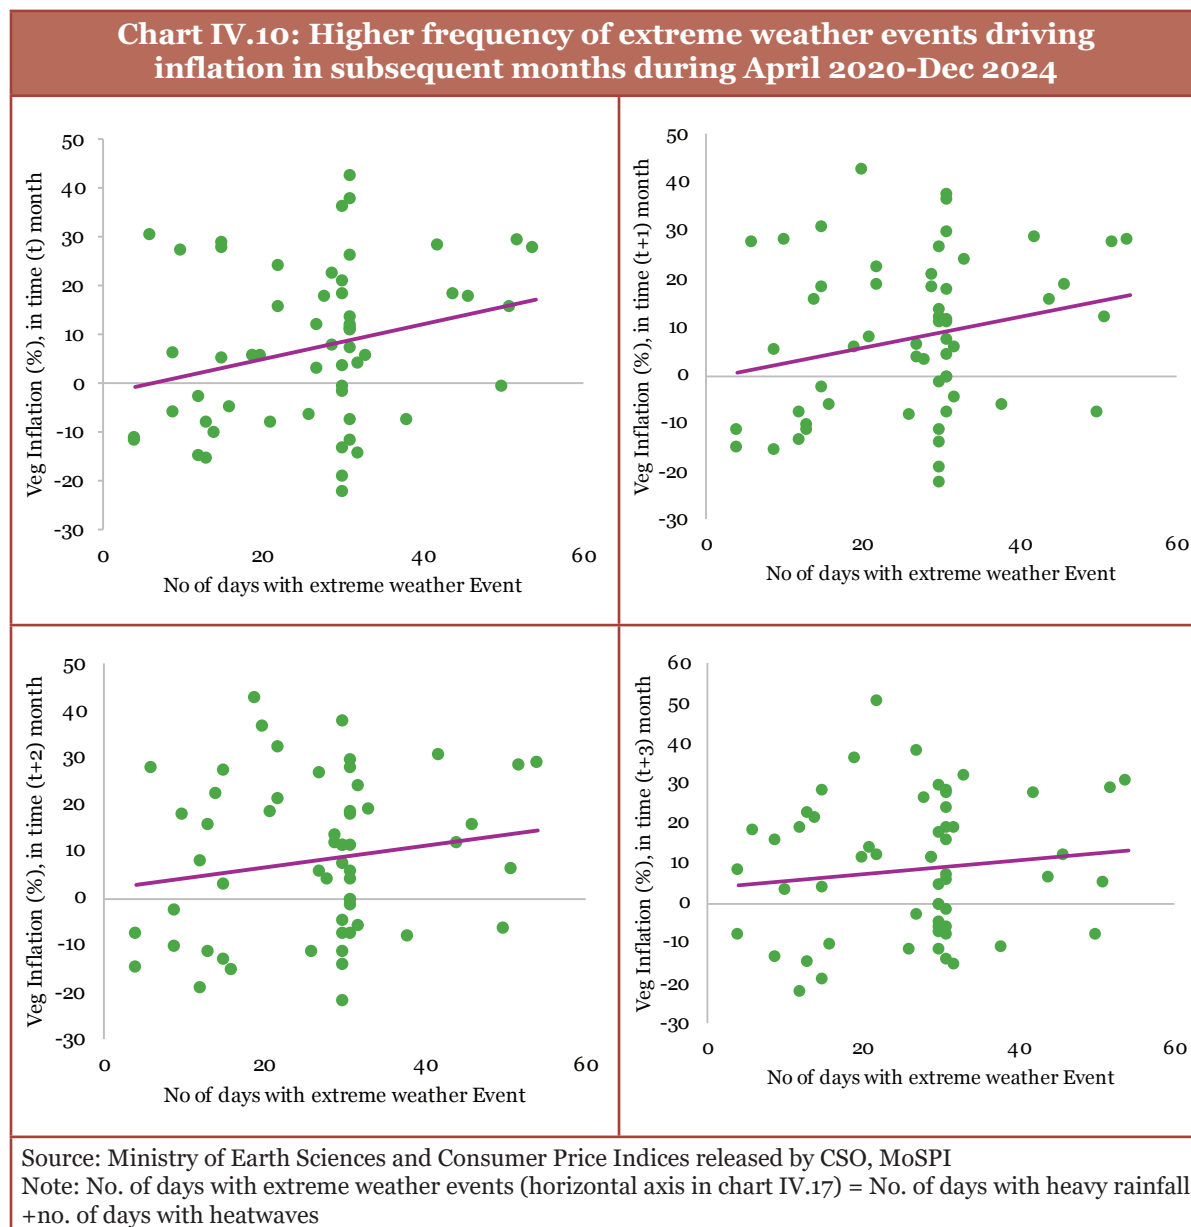 Chart IV.10: Higher frequency of extreme weather events driving
inflation in subsequent months during April 2020-Dec 2024
Veg Inflation (%), in time (t) month
50
40
30
20
10
0
-10
-20
-30
0 20 40 60
No of days with extreme weather Event
Veg Inflation (%), in time (t+1) month
50
40
30
20
10
0
-10
-20
-30
0 20 40 60
No of days with extreme weather Event
Veg Inflation (%), in time (t+2) month
50
40
30
20
10
0
-10
-20
-30
0 20 40 60
No of days with extreme weather Event
Veg Inflation (%), in time (t+3) month
60
50
40
30
20
10
0
-10
-20
-30
0 20 40 60
No of days with extreme weather Event
Source: Ministry of Earth Sciences and Consumer Price Indices released by CSO, MoSPI
Note: No. of days with extreme weather events (horizontal axis in chart IV.17) = No. of days with heavy rainfall
+no. of days with heatwaves